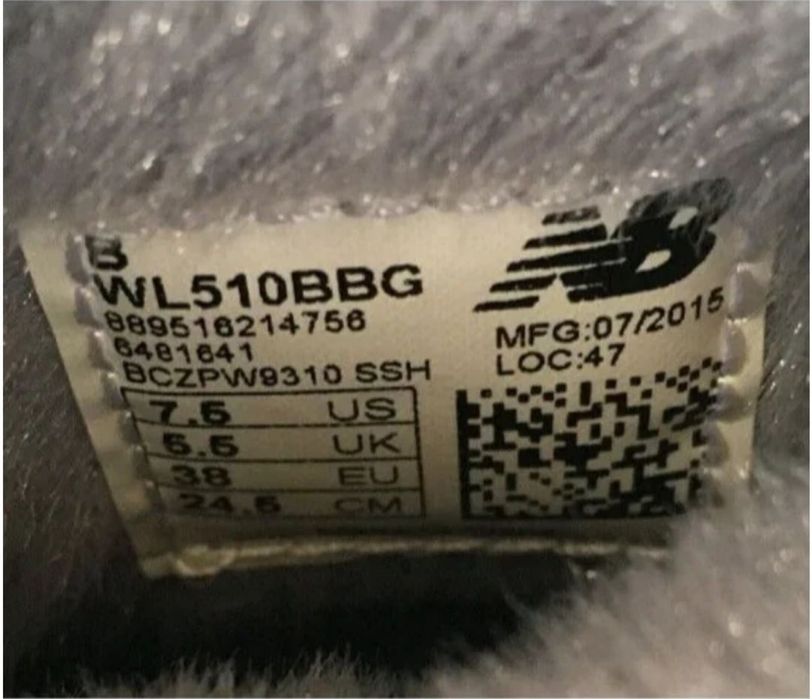 B
WL510BBG
889516214756
6481641
BCZPW9310 SSH
7.5 US
5.5 UK
38 EU
24.5 CM
NB
MFG:07/2015
LOC:47